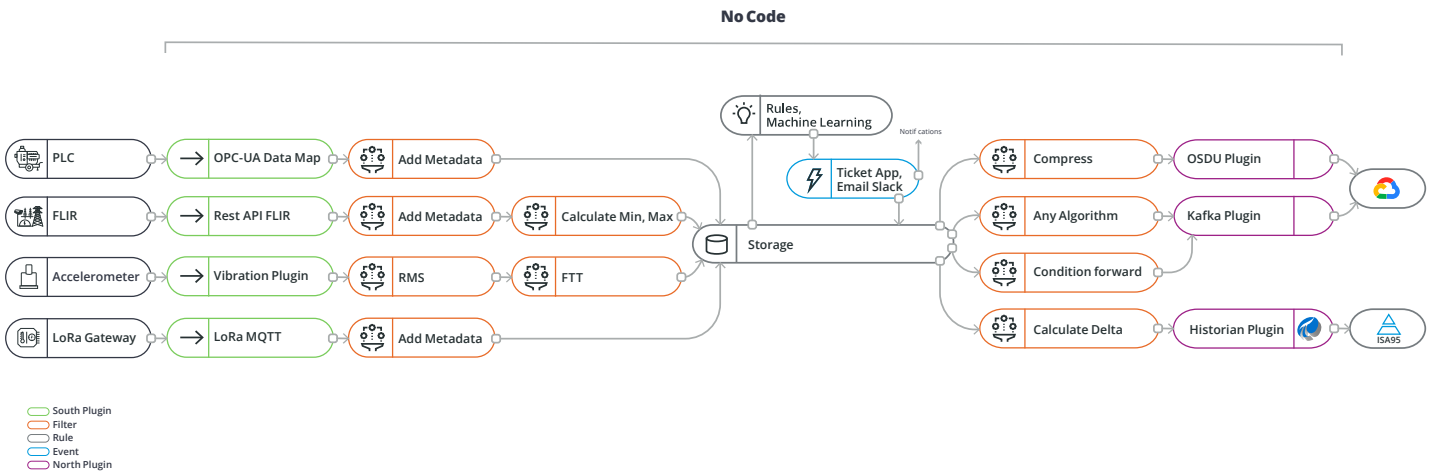 No Code
Rules,
Machine Learning
Notif cations
PLC
OPC-UA Data Map
Add Metadata
Ticket App,
Email Slack
Compress
OSDU Plugin
FLIR
Rest API FLIR
Add Metadata
Calculate Min, Max
Any Algorithm
Kafka Plugin
Storage
Accelerometer
Vibration Plugin
RMS
FTT
Condition forward
LoRa Gateway
LoRa MQTT
Add Metadata
Calculate Delta
Historian Plugin
ISA95
South Plugin
Filter
Rule
Event
North Plugin